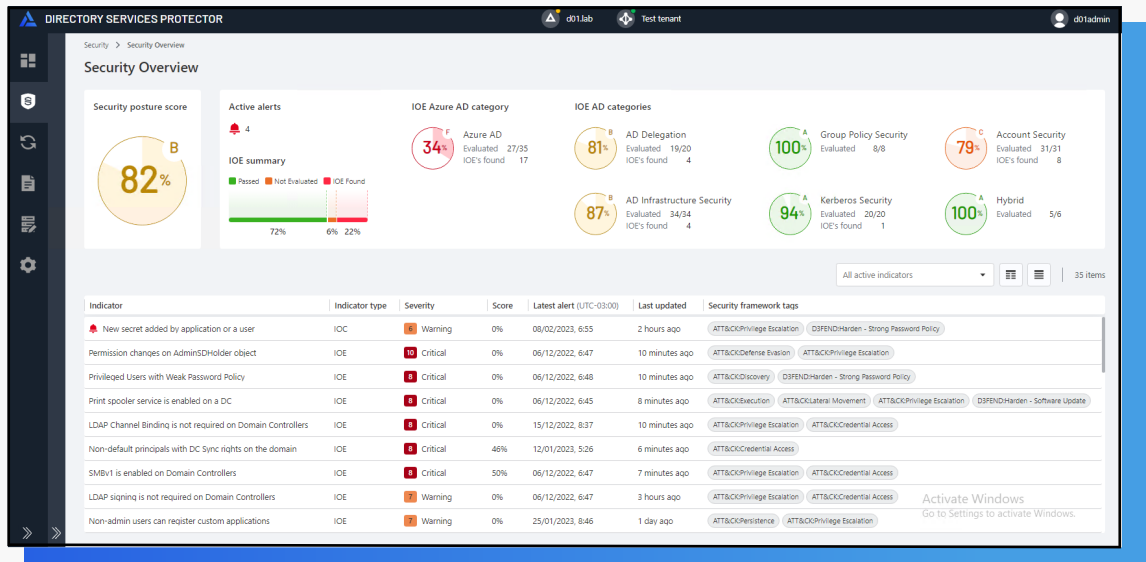 DIRECTORY SERVICES PROTECTOR
d01.lab
Test tenant
d01admin
Security > Security Overview
Security Overview
Security posture score
B
82%
Active alerts
4
IOE summary
Passed Not Evaluated IOE Found
72% 6% 22%
IOE Azure AD category
F
34%
Azure AD
Evaluated 27/35
IOE's found 17
IOE AD categories
B
81%
AD Delegation
Evaluated 19/20
IOE's found 4
A
100%
Group Policy Security
Evaluated 8/8
C
79%
Account Security
Evaluated 31/31
IOE's found 8
B
87%
AD Infrastructure Security
Evaluated 34/34
IOE's found 4
A
94%
Kerberos Security
Evaluated 20/20
IOE's found 1
A
100%
Hybrid
Evaluated 5/6
All active indicators
35 items
Indicator Indicator type Severity Score Latest alert (UTC-03:00) Last updated Security framework tags
New secret added by application or a user IOC 6 Warning 0% 08/02/2023, 6:55 2 hours ago ATT&CK:Privilege Escalation D3FEND:Harden - Strong Password Policy
Permission changes on AdminSDHolder object IOE 10 Critical 0% 06/12/2022, 6:47 10 minutes ago ATT&CK:Defense Evasion ATT&CK:Privilege Escalation
Privileged Users with Weak Password Policy IOE 8 Critical 0% 06/12/2022, 6:48 10 minutes ago ATT&CK:Discovery D3FEND:Harden - Strong Password Policy
Print spooler service is enabled on a DC IOE 8 Critical 0% 06/12/2022, 6:45 8 minutes ago ATT&CK:Execution ATT&CK:Lateral Movement ATT&CK:Privilege Escalation D3FEND:Harden - Software Update
LDAP Channel Binding is not required on Domain Controllers IOE 8 Critical 0% 15/12/2022, 8:37 10 minutes ago ATT&CK:Privilege Escalation ATT&CK:Credential Access
Non-default principals with DC Sync rights on the domain IOE 8 Critical 46% 12/01/2023, 5:26 6 minutes ago ATT&CK:Credential Access
SMBv1 is enabled on Domain Controllers IOE 8 Critical 50% 06/12/2022, 6:47 7 minutes ago ATT&CK:Privilege Escalation ATT&CK:Credential Access
LDAP signing is not required on Domain Controllers IOE 7 Warning 0% 06/12/2022, 6:47 3 hours ago ATT&CK:Privilege Escalation ATT&CK:Credential Access
Non-admin users can register custom applications IOE 7 Warning 0% 25/01/2023, 8:46 1 day ago ATT&CK:Persistence ATT&CK:Privilege Escalation
Activate Windows
Go to Settings to activate Windows.